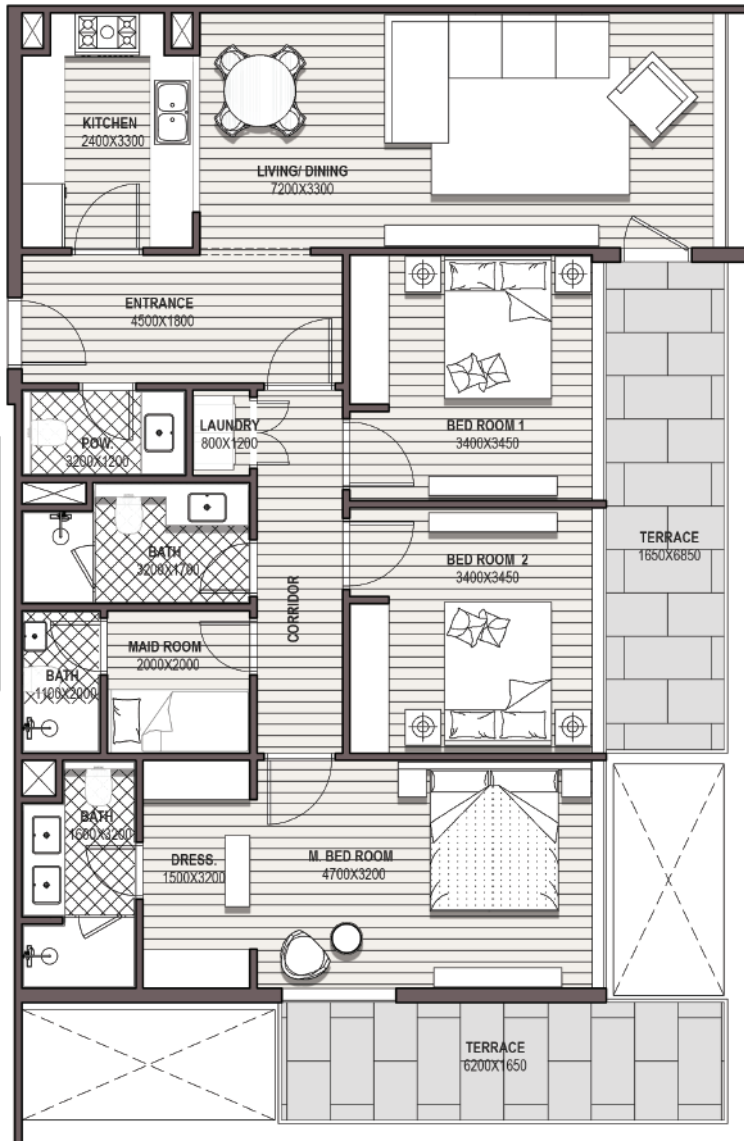 KITCHEN
2400X3300
LIVING/ DINING
7200X3300
ENTRANCE
4500X1800
POW.
3200X1200
LAUNDRY
800X1200
BED ROOM 1
3400X3450
BATH
3200X1700
BED ROOM 2
3400X3450
TERRACE
1650X6850
CORRIDOR
MAID ROOM
2000X2000
BATH
1100X2000
BATH
1600X3200
DRESS.
1500X3200
M. BED ROOM
4700X3200
TERRACE
6200X1650